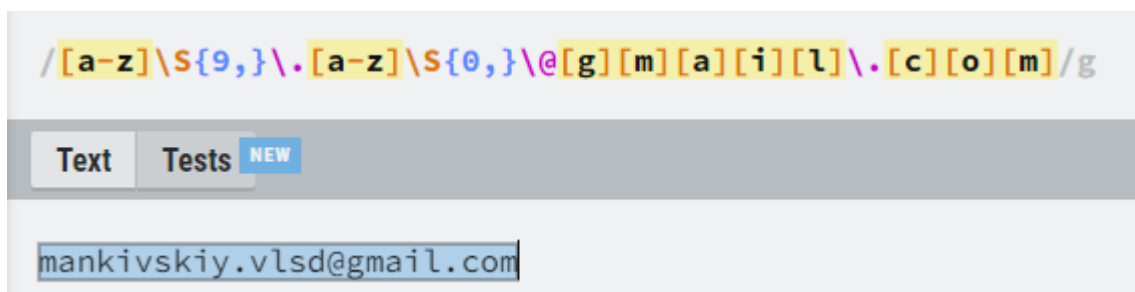 /[a-z]\S{9,}\.[a-z]\S{0,}\@[g][m][a][i][l]\.[c][o][m]/g
Text Tests NEW
mankivskiy.vlsd@gmail.com